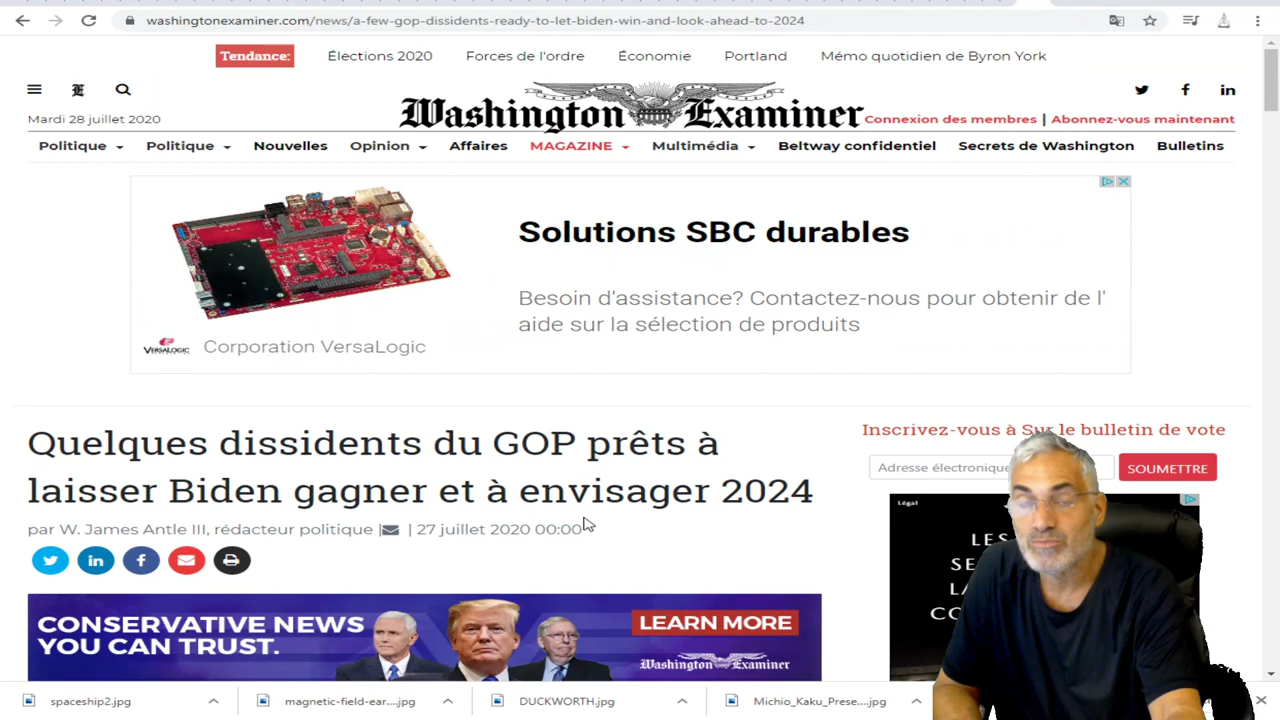 washingtonexaminer.com/news/a-few-gop-dissidents-ready-to-let-biden-win-and-look-ahead-to-2024
Tendance: Élections 2020 Forces de l'ordre Économie Portland Mémo quotidien de Byron York
Washington Examiner
Mardi 28 juillet 2020
Connexion des membres | Abonnez-vous maintenant
Politique Politique Nouvelles Opinion Affaires MAGAZINE Multimédia Beltway confidentiel Secrets de Washington Bulletins
Solutions SBC durables
Besoin d'assistance? Contactez-nous pour obtenir de l'
aide sur la sélection de produits
VERSALOGIC
Corporation VersaLogic
Quelques dissidents du GOP prêts à
laisser Biden gagner et à envisager 2024
par W. James Antle III, rédacteur politique | | 27 juillet 2020 00:00
Inscrivez-vous à Sur le bulletin de vote
Adresse électronique
SOUMETTRE
Légal
LES
SE
LA
CO
CONSERVATIVE NEWS
YOU CAN TRUST.
LEARN MORE
Washington Examiner
spaceship2.jpg
magnetic-field-ear....jpg
DUCKWORTH.jpg
Michio_Kaku_Prese....jpg